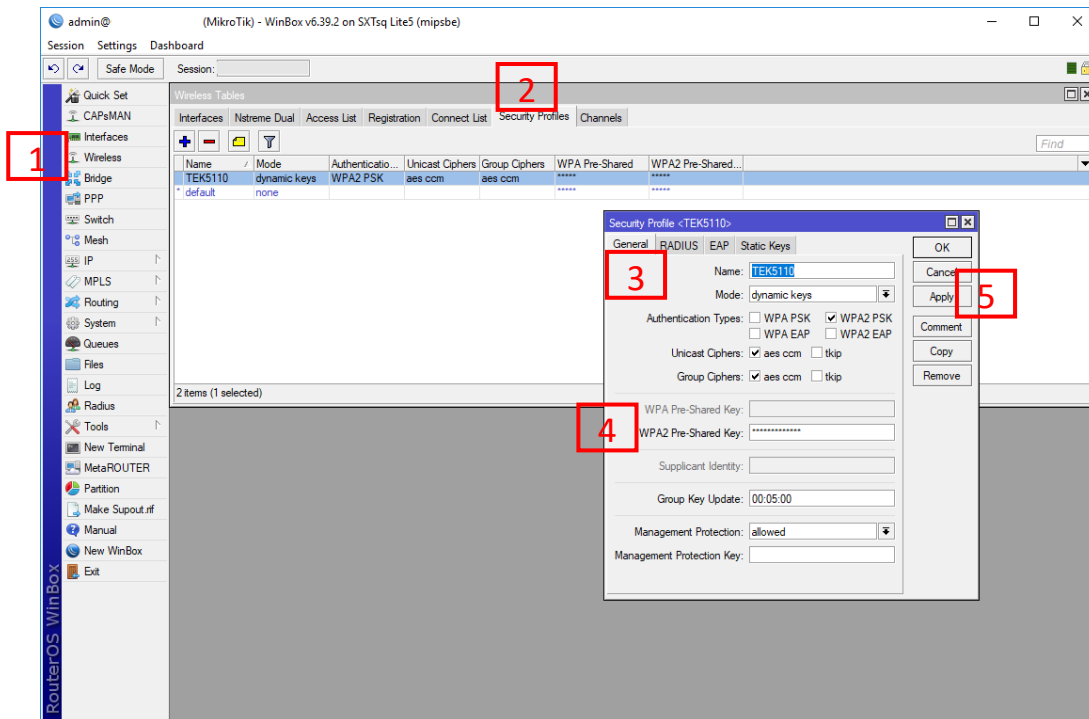 admin@ (MikroTik) - WinBox v6.39.2 on SXTsq Lite5 (mipsbe)
Session Settings Dashboard
Safe Mode Session:
2
Wireless Tables
Interfaces Nstreme Dual Access List Registration Connect List Security Profiles Channels
Find
Name / Mode Authenticatio... Unicast Ciphers Group Ciphers WPA Pre-Shared WPA2 Pre-Shared...
TEK5110 dynamic keys WPA2 PSK aes ccm aes ccm ***** *****
* default none ***** *****
2 items (1 selected)
1
Quick Set
CAPsMAN
Interfaces
Wireless
Bridge
PPP
Switch
Mesh
IP
MPLS
Routing
System
Queues
Files
Log
Radius
Tools
New Terminal
MetaROUTER
Partition
Make Supout.rif
Manual
New WinBox
Exit
RouterOS WinBox
Security Profile <TEK5110>
General RADIUS EAP Static Keys
3
Name: TEK5110
Mode: dynamic keys
Authentication Types: WPA PSK WPA2 PSK
WPA EAP WPA2 EAP
Unicast Ciphers: aes ccm tkip
Group Ciphers: aes ccm tkip
WPA Pre-Shared Key:
4
WPA2 Pre-Shared Key: *************
Supplicant Identity:
Group Key Update: 00:05:00
Management Protection: allowed
Management Protection Key:
OK
Cancel
Apply
5
Comment
Copy
Remove